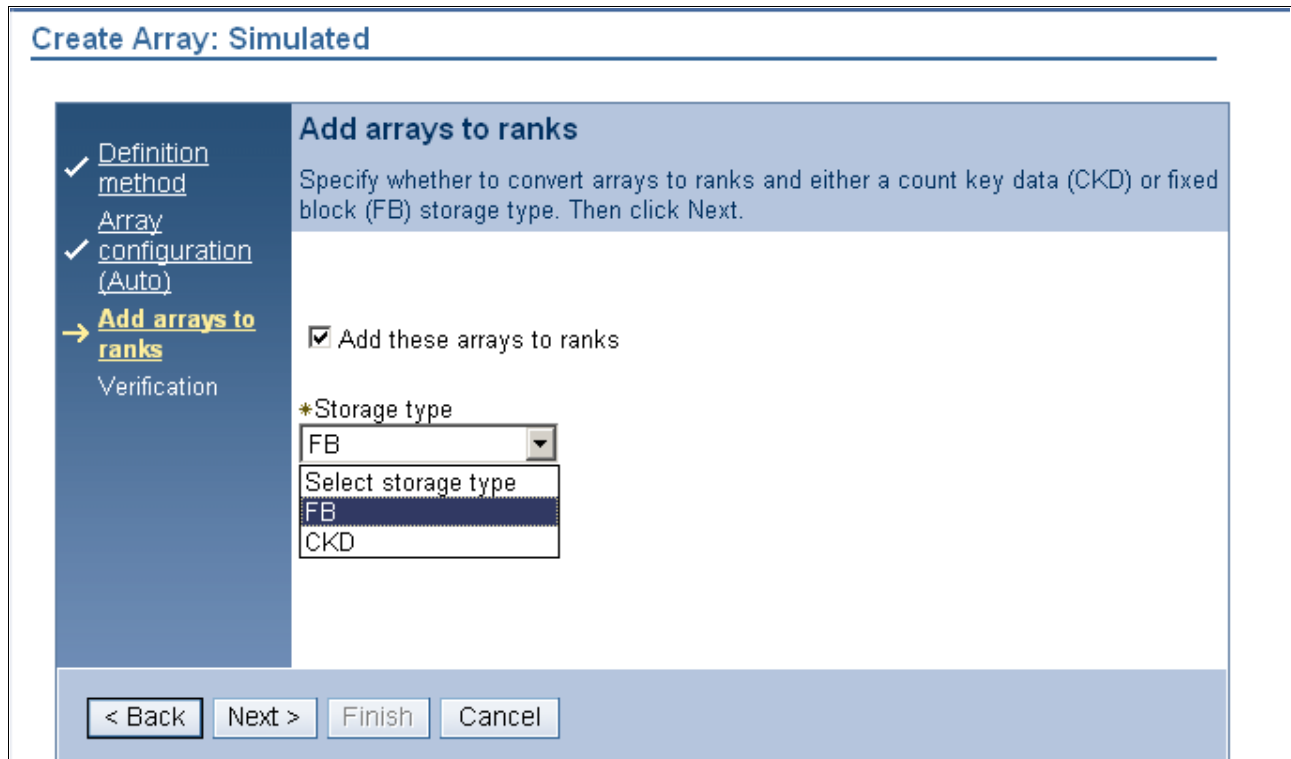 Create Array: Simulated
Definition
method
Array
configuration
(Auto)
Add arrays to
ranks
Verification
Add arrays to ranks
Specify whether to convert arrays to ranks and either a count key data (CKD) or fixed
block (FB) storage type. Then click Next.
Add these arrays to ranks
*Storage type
FB
Select storage type
FB
CKD
< Back
Next >
Finish
Cancel